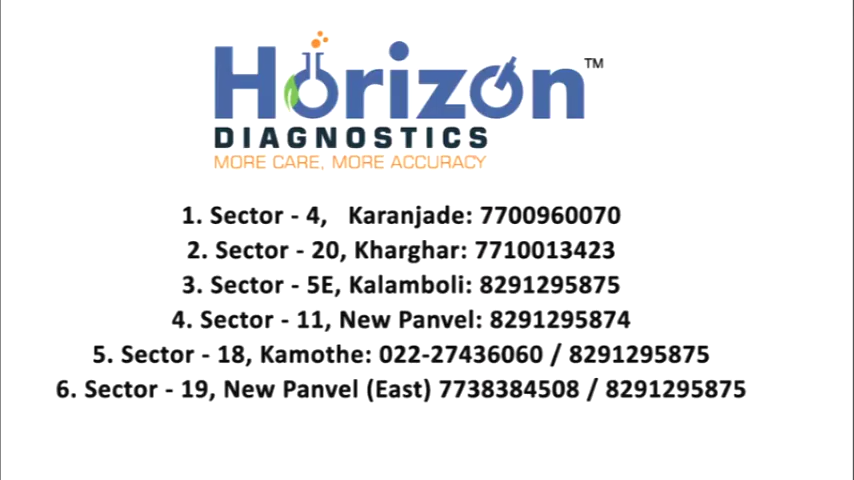 Horizon™
DIAGNOSTICS
MORE CARE, MORE ACCURACY
1. Sector - 4, Karanjade: 7700960070
2. Sector - 20, Kharghar: 7710013423
3. Sector - 5E, Kalamboli: 8291295875
4. Sector - 11, New Panvel: 8291295874
5. Sector - 18, Kamothe: 022-27436060 / 8291295875
6. Sector - 19, New Panvel (East) 7738384508 / 8291295875